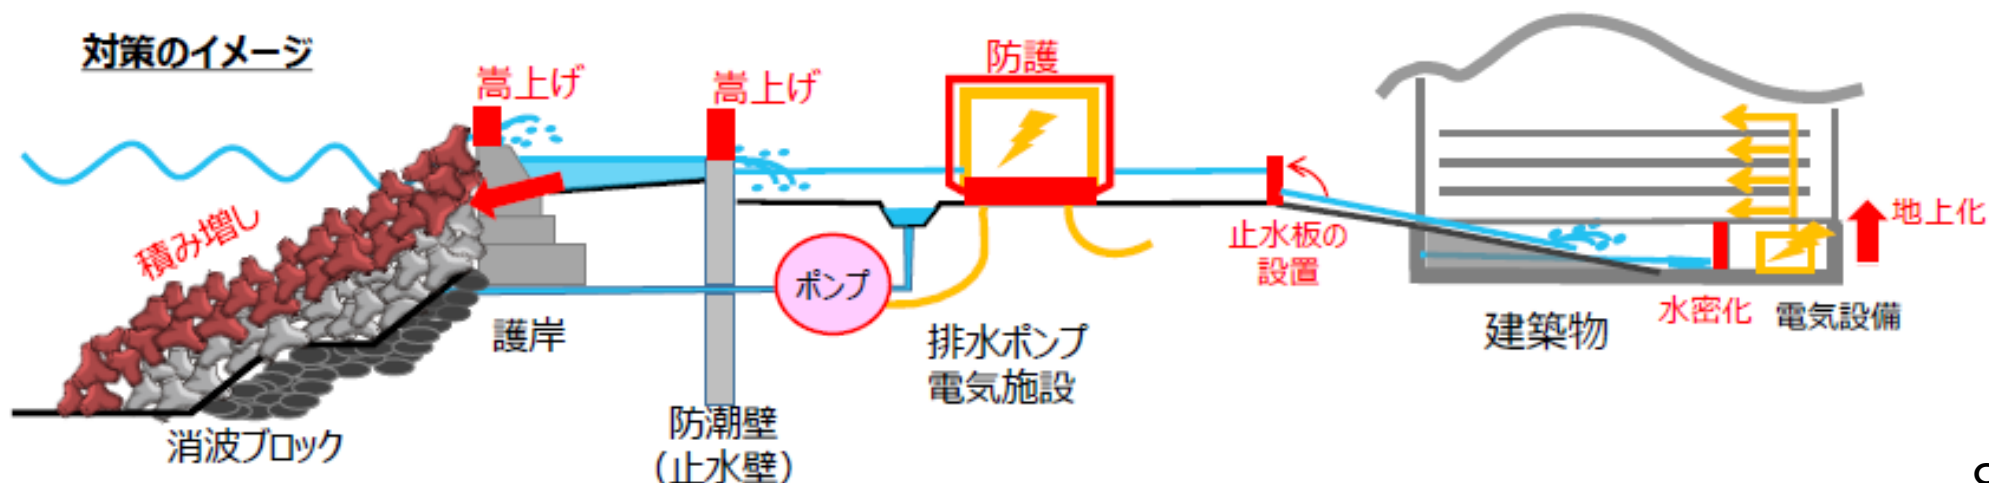 対策のイメージ
嵩上げ
嵩上げ
防護
積み増し
ポンプ
止水板の
設置
地上化
水密化
電気設備
建築物
護岸
排水ポンプ
電気施設
消波ブロック
防潮壁
（止水壁）